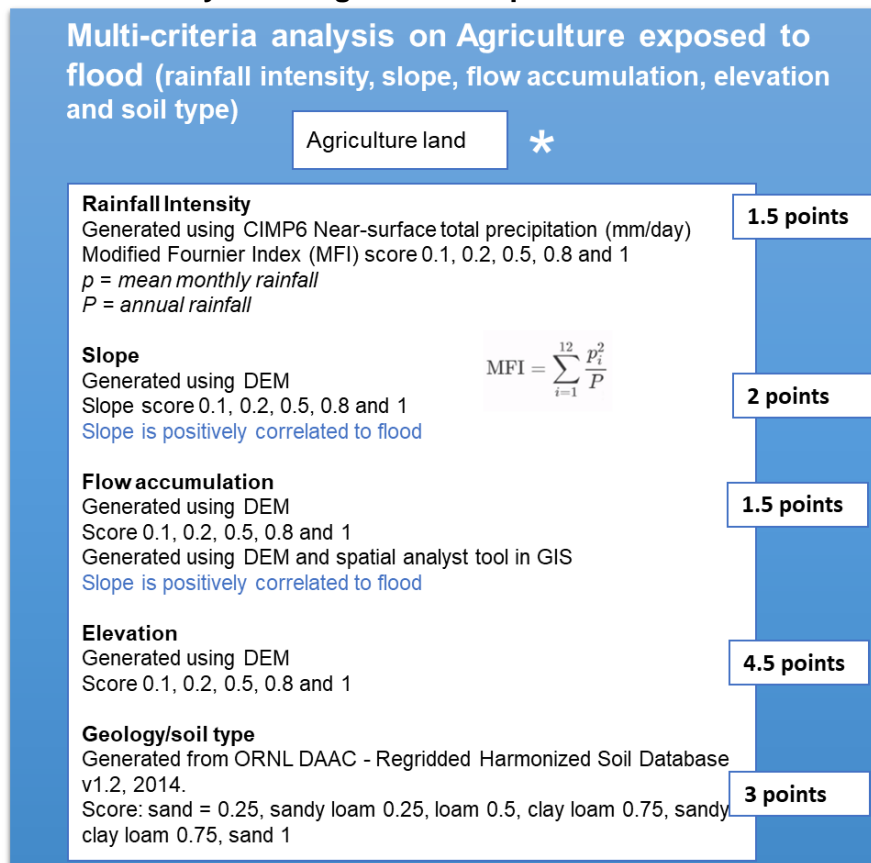 Multi-criteria analysis on Agriculture exposed to
flood (rainfall intensity, slope, flow accumulation, elevation
and soil type)
Agriculture land *
Rainfall Intensity
Generated using CIMP6 Near-surface total precipitation (mm/day)
Modified Fournier Index (MFI) score 0.1, 0.2, 0.5, 0.8 and 1
p = mean monthly rainfall
P = annual rainfall
1.5 points
Slope
Generated using DEM
Slope score 0.1, 0.2, 0.5, 0.8 and 1
Slope is positively correlated to flood
MFI = \sum_{i=1}^{12} \frac{p_i^2}{P}
2 points
Flow accumulation
Generated using DEM
Score 0.1, 0.2, 0.5, 0.8 and 1
Generated using DEM and spatial analyst tool in GIS
Slope is positively correlated to flood
1.5 points
Elevation
Generated using DEM
Score 0.1, 0.2, 0.5, 0.8 and 1
4.5 points
Geology/soil type
Generated from ORNL DAAC - Regridded Harmonized Soil Database
v1.2, 2014.
Score: sand = 0.25, sandy loam 0.25, loam 0.5, clay loam 0.75, sandy
clay loam 0.75, sand 1
3 points